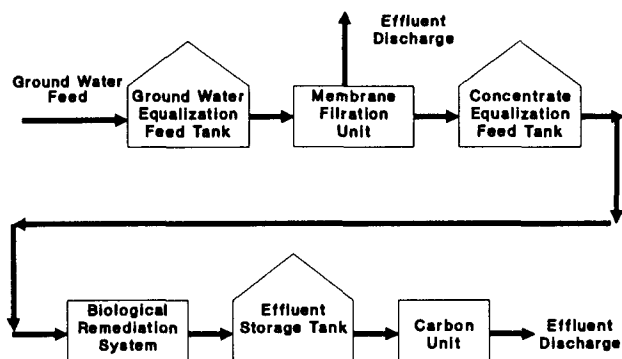 Effluent
Discharge
Ground Water
Feed
Ground Water
Equalization
Feed Tank
Membrane
Filration
Unit
Concentrate
Equalization
Feed Tank
Biological
Remediation
System
Effluent
Storage Tank
Carbon
Unit
Effluent
Discharge